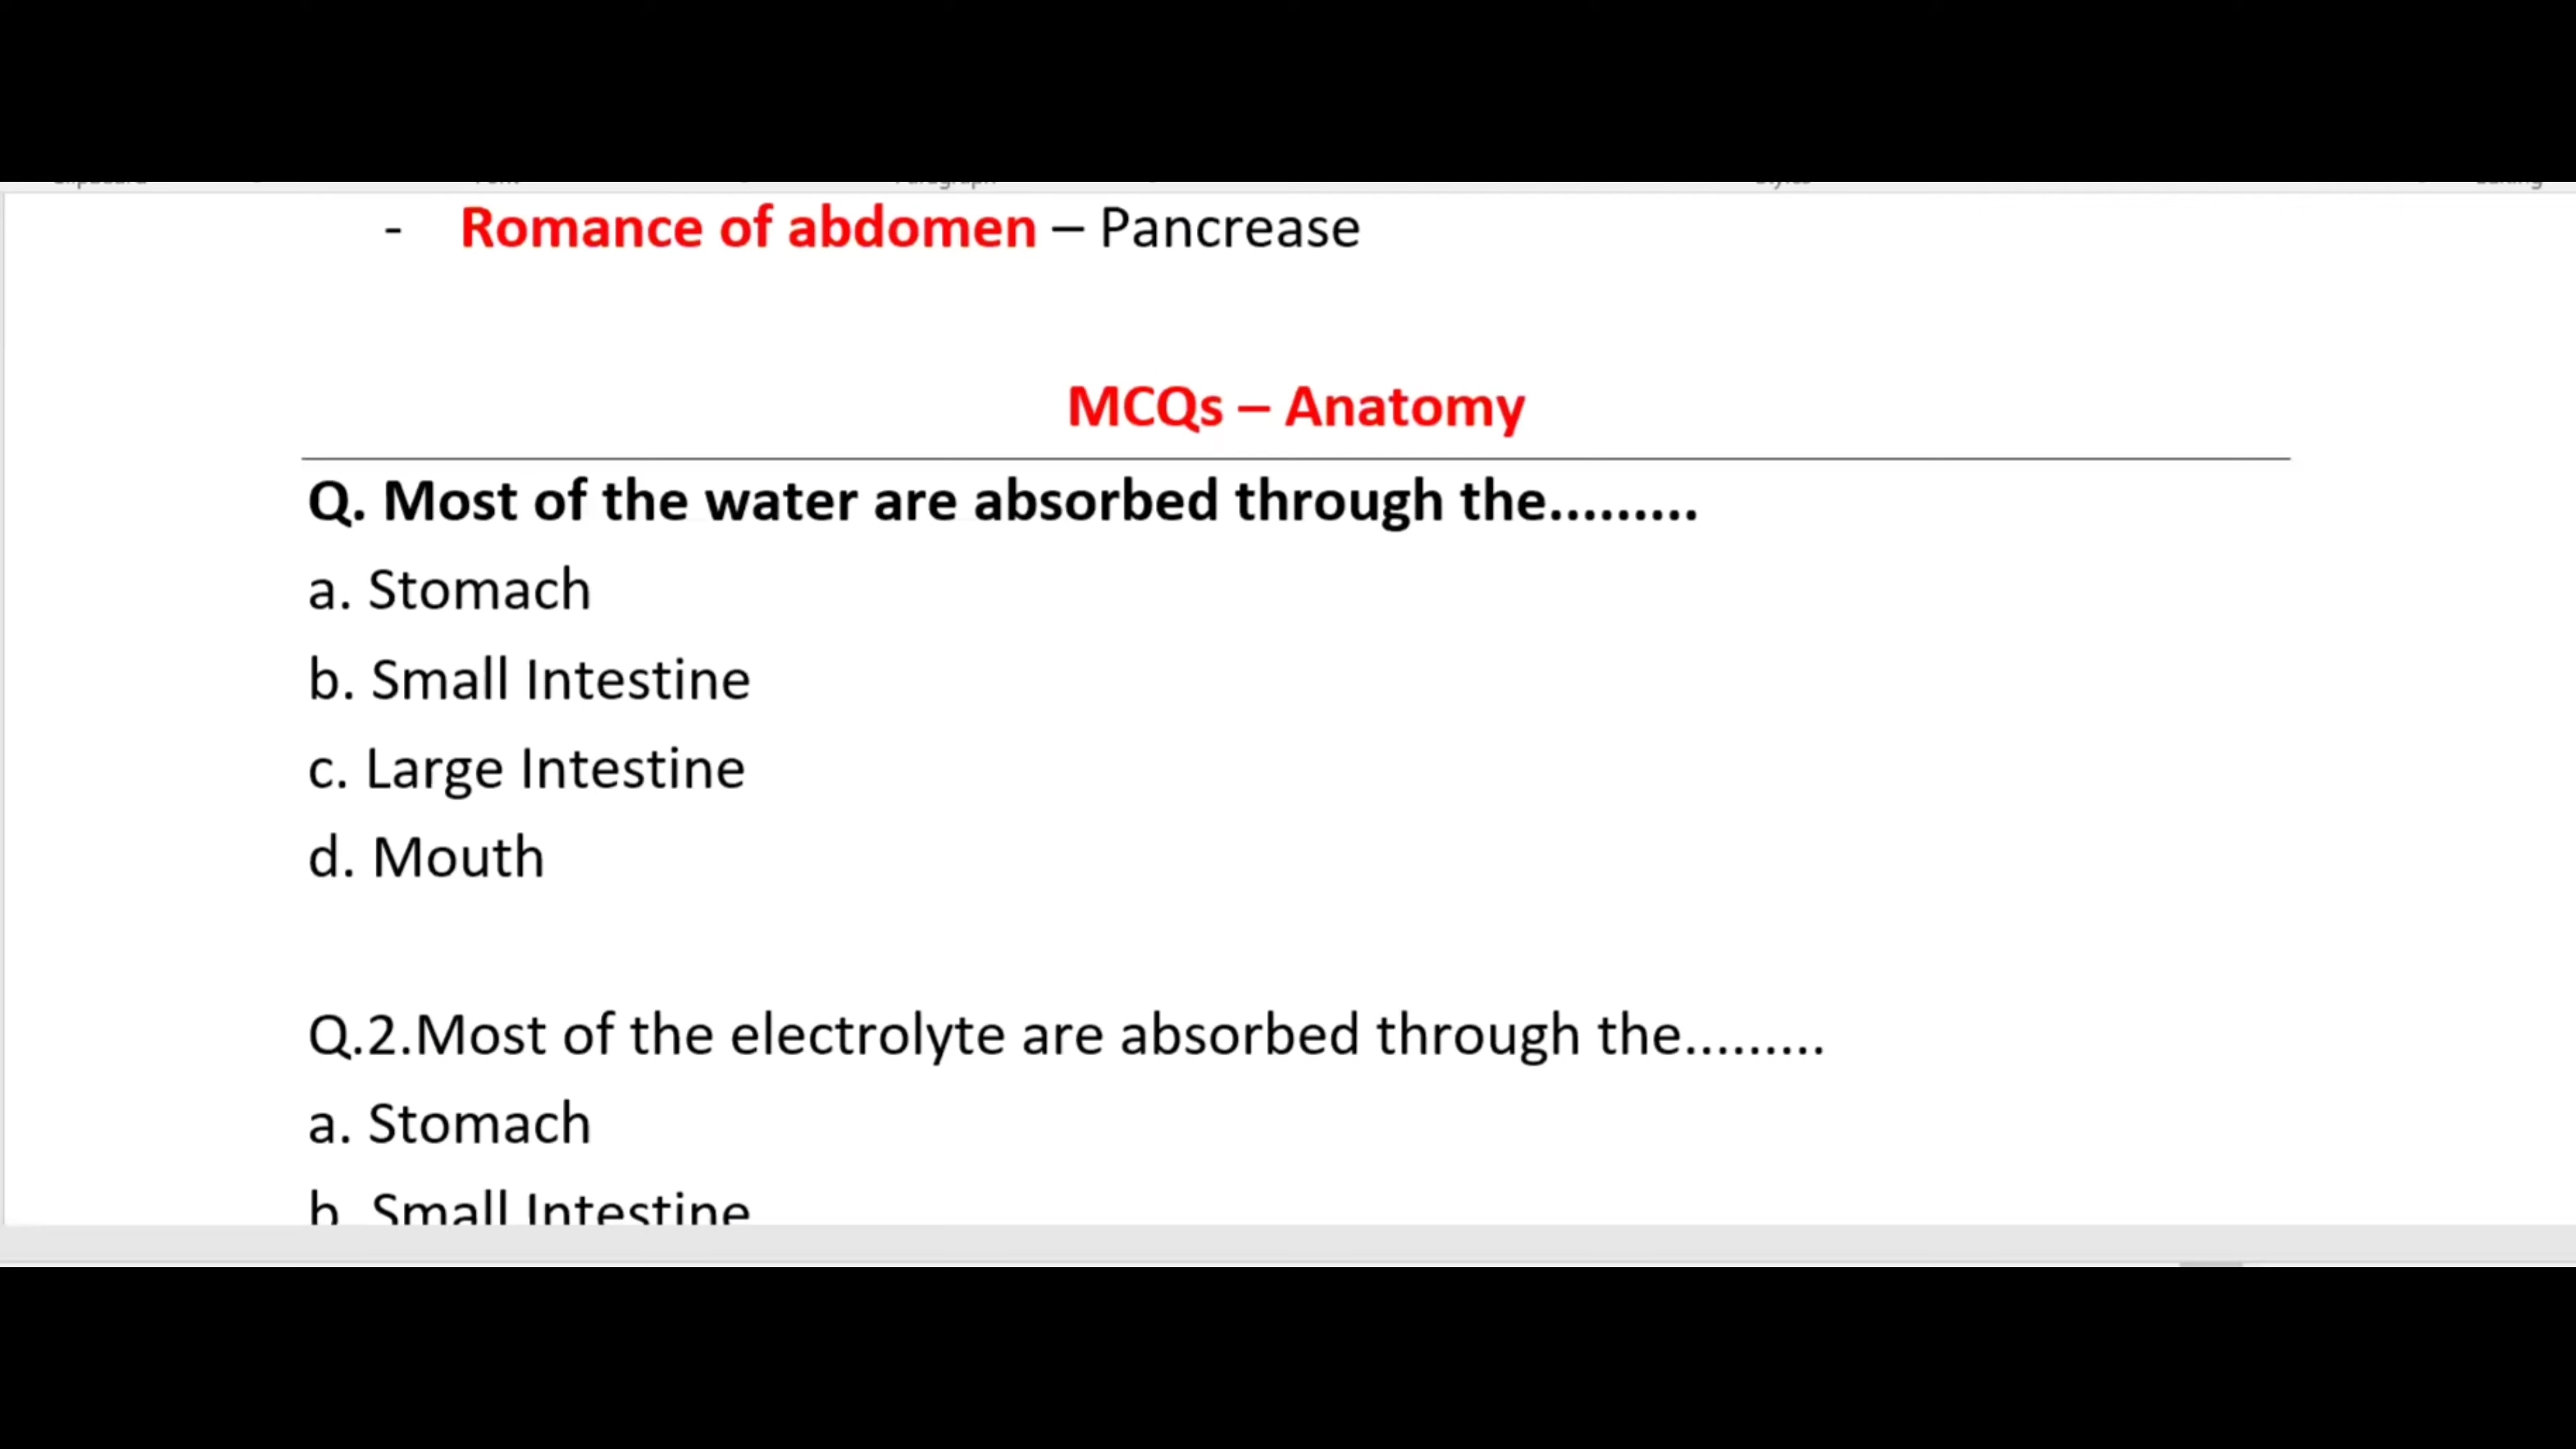 - Romance of abdomen – Pancrease
MCQs – Anatomy
Q. Most of the water are absorbed through the.........
a. Stomach
b. Small Intestine
c. Large Intestine
d. Mouth
Q.2.Most of the electrolyte are absorbed through the.........
a. Stomach
b. Small Intestine